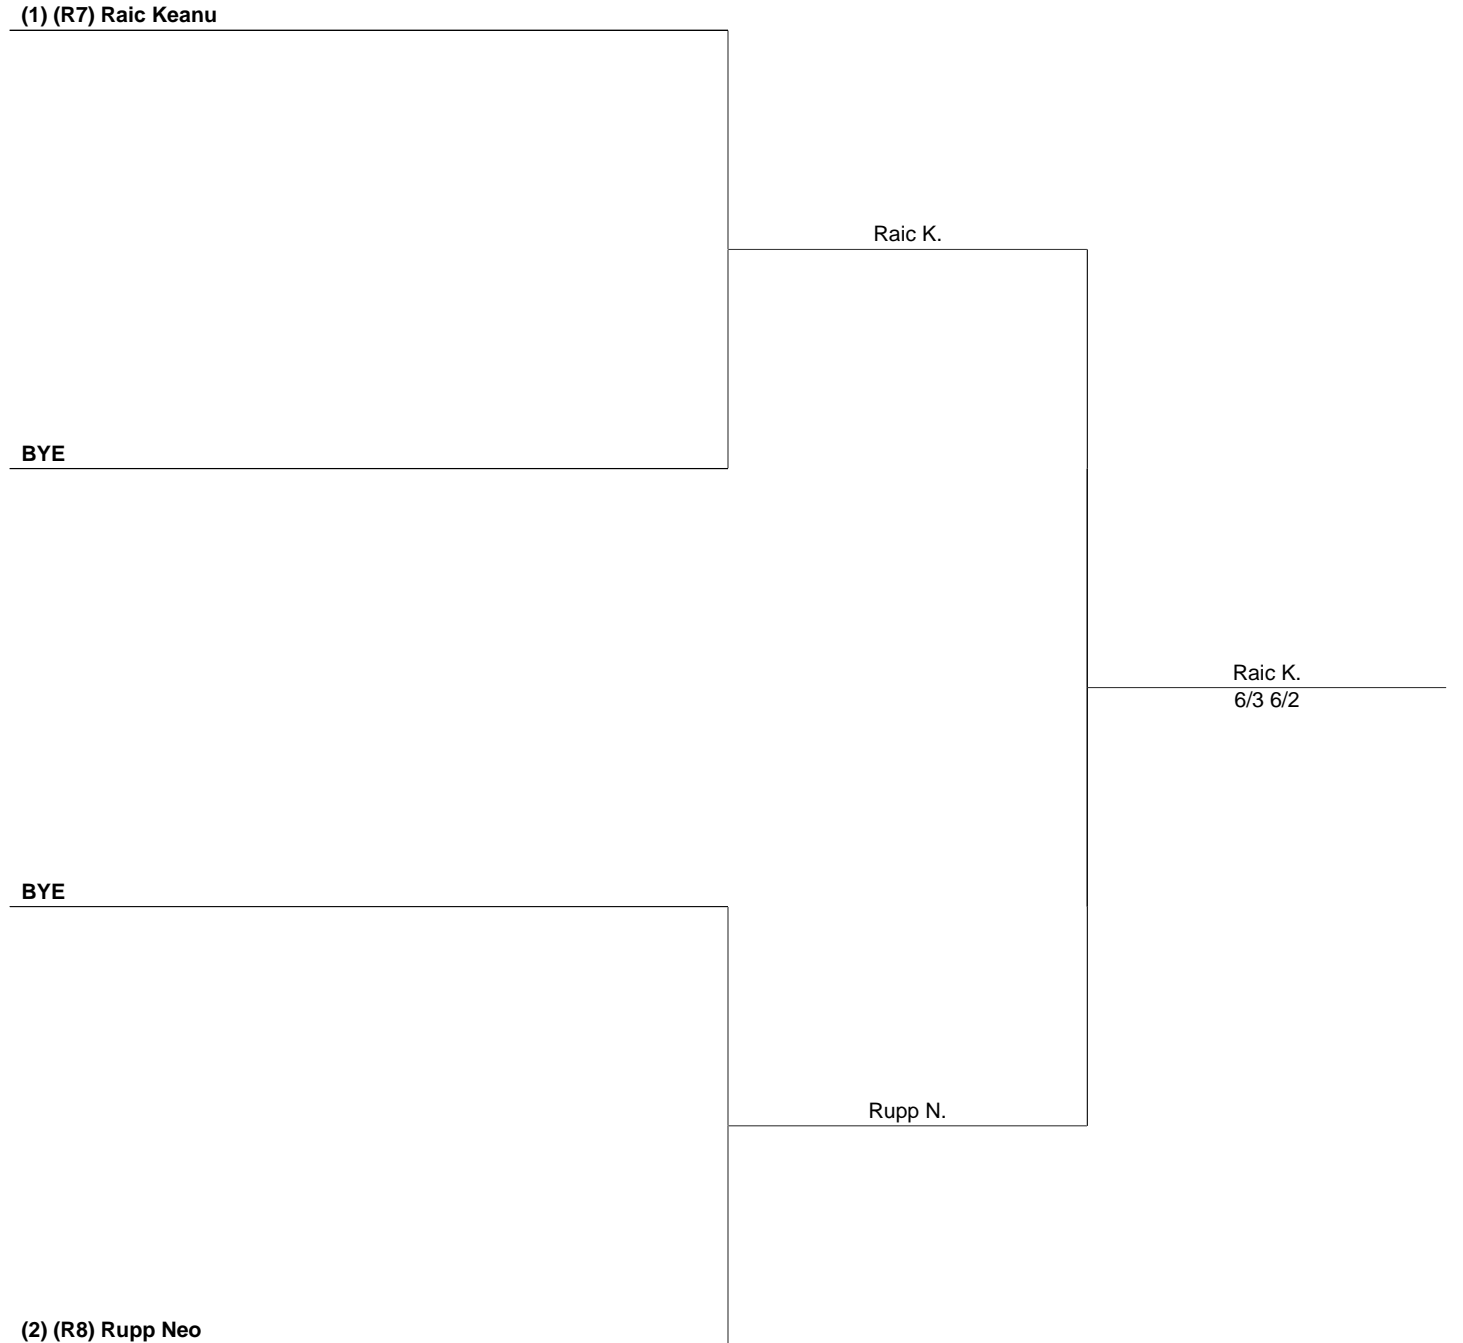 (1) (R7) Raic Keanu
Raic K.
BYE
Raic K.
6/3 6/2
BYE
Rupp N.
(2) (R8) Rupp Neo